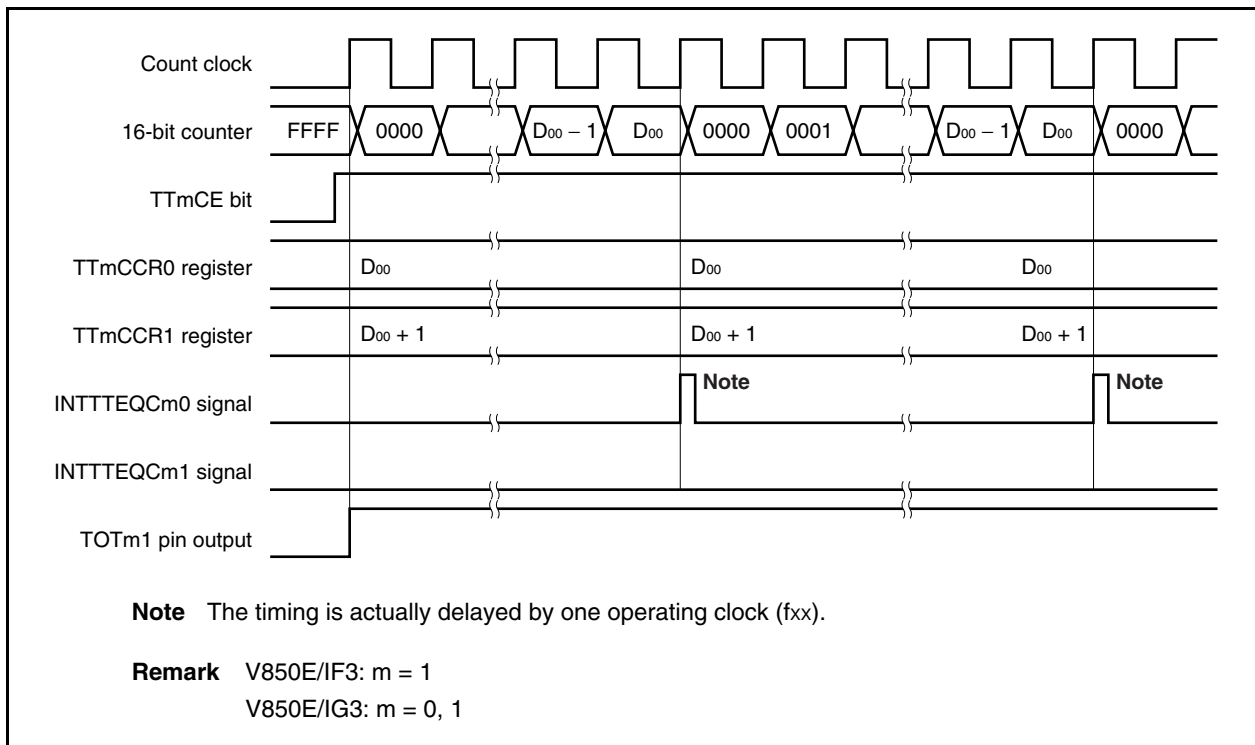 Count clock
16-bit counter FFFF 0000 D00 – 1 D00 0000 0001 D00 – 1 D00 0000
TTmCE bit
TTmCCR0 register D00 D00 D00
TTmCCR1 register D00 + 1 D00 + 1 D00 + 1
INTTTEQCm0 signal Note Note
INTTTEQCm1 signal
TOTm1 pin output
Note The timing is actually delayed by one operating clock (fxx).
Remark V850E/IF3: m = 1
V850E/IG3: m = 0, 1